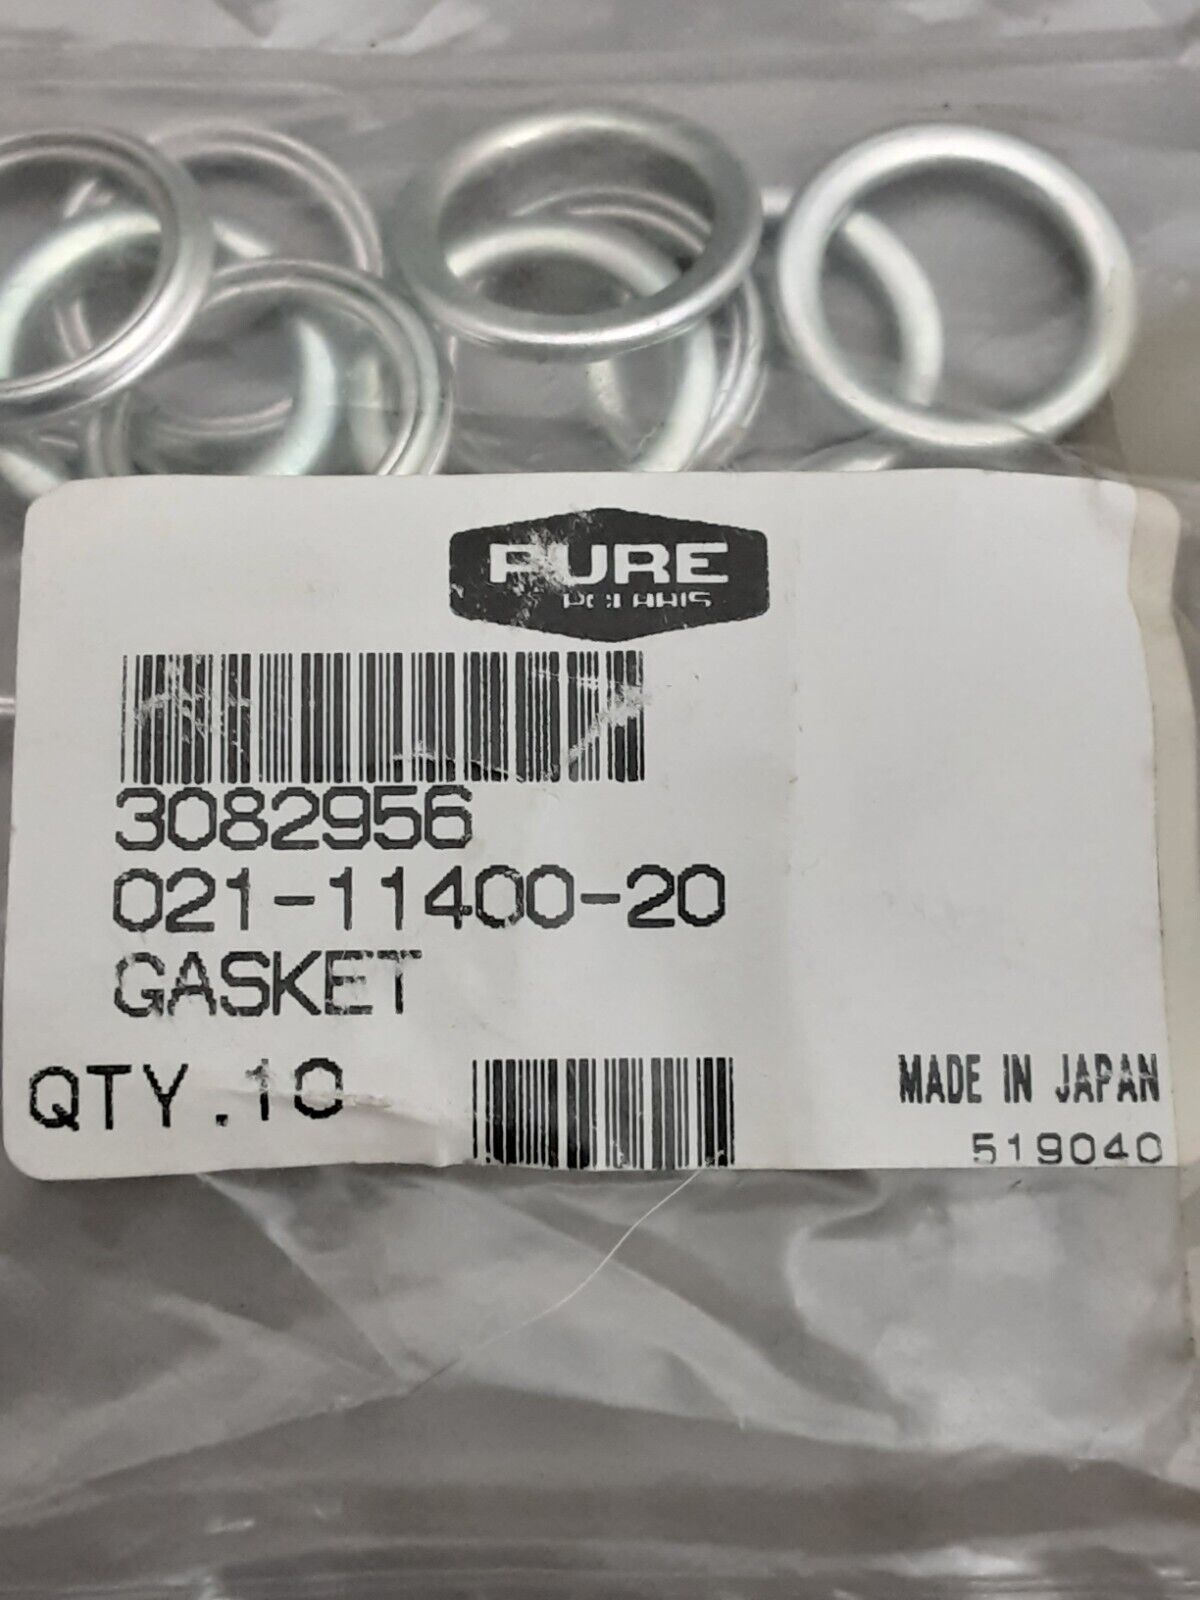 PURE
POLARIS
3082956
021-11400-20
GASKET
QTY.10
MADE IN JAPAN
519040